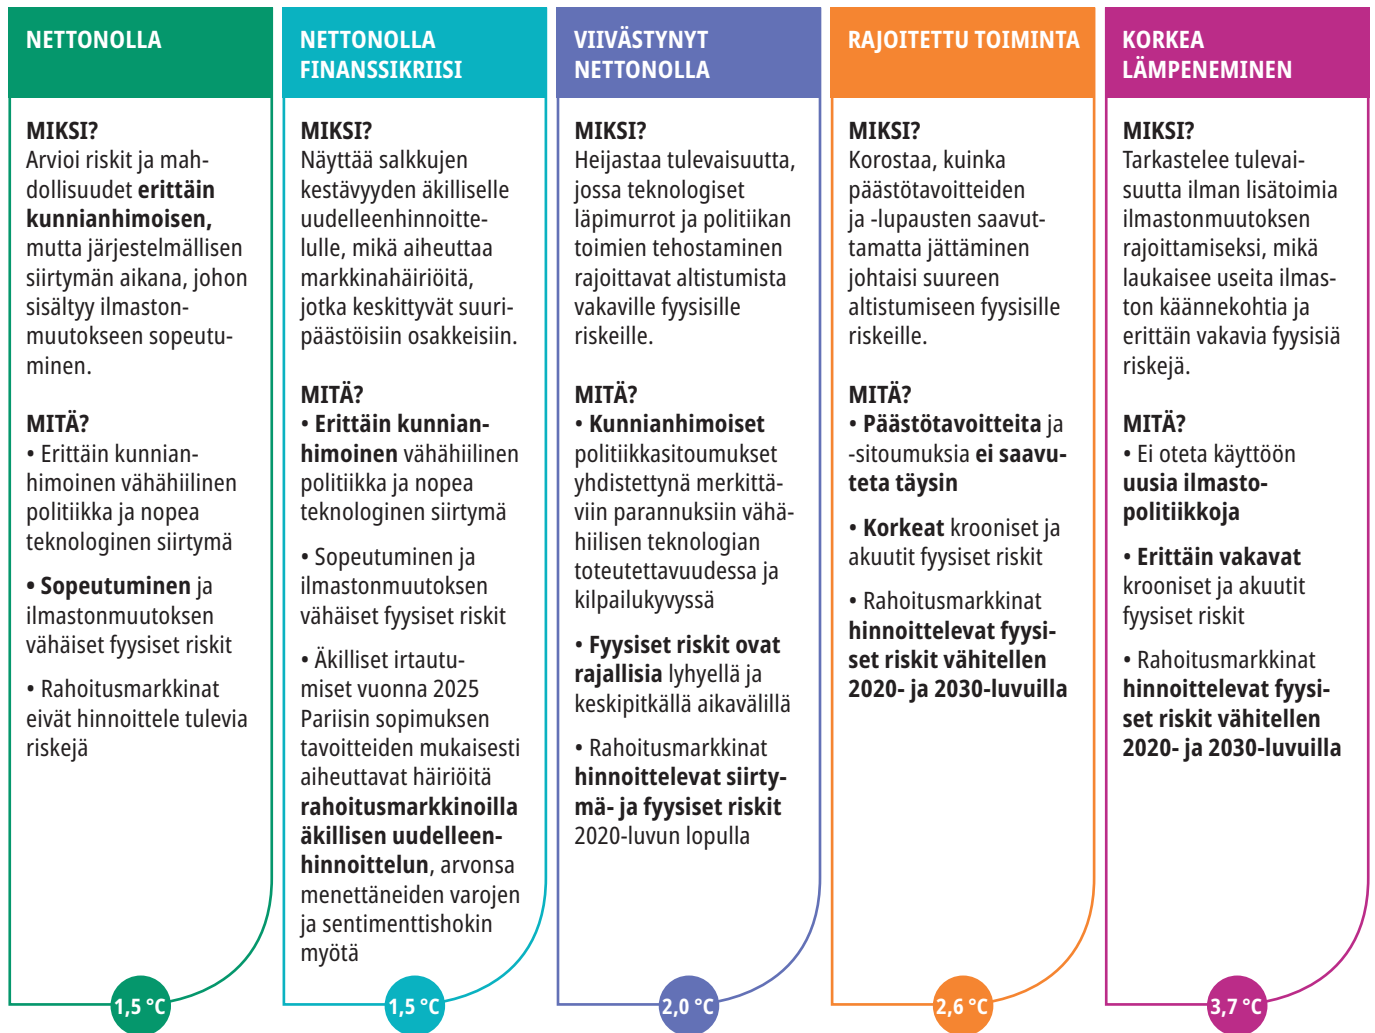 NETTONOLLA
MIKSI?
Arvioi riskit ja mah-
dollisuudet erittäin
kunnianhimoisen,
mutta järjestelmällisen
siirtymän aikana, johon
sisältyy ilmaston-
muutokseen sopeutu-
minen.
MITÄ?
• Erittäin kunnian-
himoinen vähähiilinen
politiikka ja nopea
teknologinen siirtymä
• Sopeutuminen ja
ilmastonmuutoksen
vähäiset fyysiset riskit
• Rahoitusmarkkinat
eivät hinnoittele tulevia
riskejä
1,5 °C
NETTONOLLA
FINANSSIKRIISI
MIKSI?
Näyttää salkkujen
kestävyyden äkilliselle
uudelleenhinnoitte-
lulle, mikä aiheuttaa
markkinahäiriöitä,
jotka keskittyvät suuri-
päästöisiin osakkeisiin.
MITÄ?
• Erittäin kunnian-
himoinen vähähiilinen
politiikka ja nopea
teknologinen siirtymä
• Sopeutuminen ja
ilmastonmuutoksen
vähäiset fyysiset riskit
• Äkilliset irtautu-
miset vuonna 2025
Pariisin sopimuksen
tavoitteiden mukaisesti
aiheuttavat häiriöitä
rahoitusmarkkinoilla
äkillisen uudelleen-
hinnoittelun, arvonsa
menettäneiden varojen
ja sentimenttishokin
myötä
1,5 °C
VIIVÄSTYNYT
NETTONOLLA
MIKSI?
Heijastaa tulevaisuutta,
jossa teknologiset
läpimurrot ja politiikan
toimien tehostaminen
rajoittavat altistumista
vakaville fyysisille
riskeille.
MITÄ?
• Kunnianhimoiset
politiikkasitoumukset
yhdistettynä merkittä-
viin parannuksiin vähä-
hiilisen teknologian
toteutettavuudessa ja
kilpailukyvyssä
• Fyysiset riskit ovat
rajallisia lyhyellä ja
keskipitkällä aikavälillä
• Rahoitusmarkkinat
hinnoittelevat siirty-
mä- ja fyysiset riskit
2020-luvun lopulla
2,0 °C
RAJOITETTU TOIMINTA
MIKSI?
Korostaa, kuinka
päästötavoitteiden
ja -lupausten saavut-
tamatta jättäminen
johtaisi suureen
altistumiseen fyysisille
riskeille.
MITÄ?
• Päästötavoitteita ja
-sitoumuksia ei saavu-
teta täysin
• Korkeat krooniset ja
akuutit fyysiset riskit
• Rahoitusmarkkinat
hinnoittelevat fyysi-
set riskit vähitellen
2020- ja 2030-luvuilla
2,6 °C
KORKEA
LÄMPENEMINEN
MIKSI?
Tarkastelee tulevai-
suutta ilman lisätoimia
ilmastonmuutoksen
rajoittamiseksi, mikä
laukaisee useita ilmas-
ton käännekohtia ja
erittäin vakavia fyysisiä
riskejä.
MITÄ?
• Ei oteta käyttöön
uusia ilmasto-
politiikkoja
• Erittäin vakavat
krooniset ja akuutit
fyysiset riskit
• Rahoitusmarkkinat
hinnoittelevat fyysi-
set riskit vähitellen
2020- ja 2030-luvuilla
3,7 °C